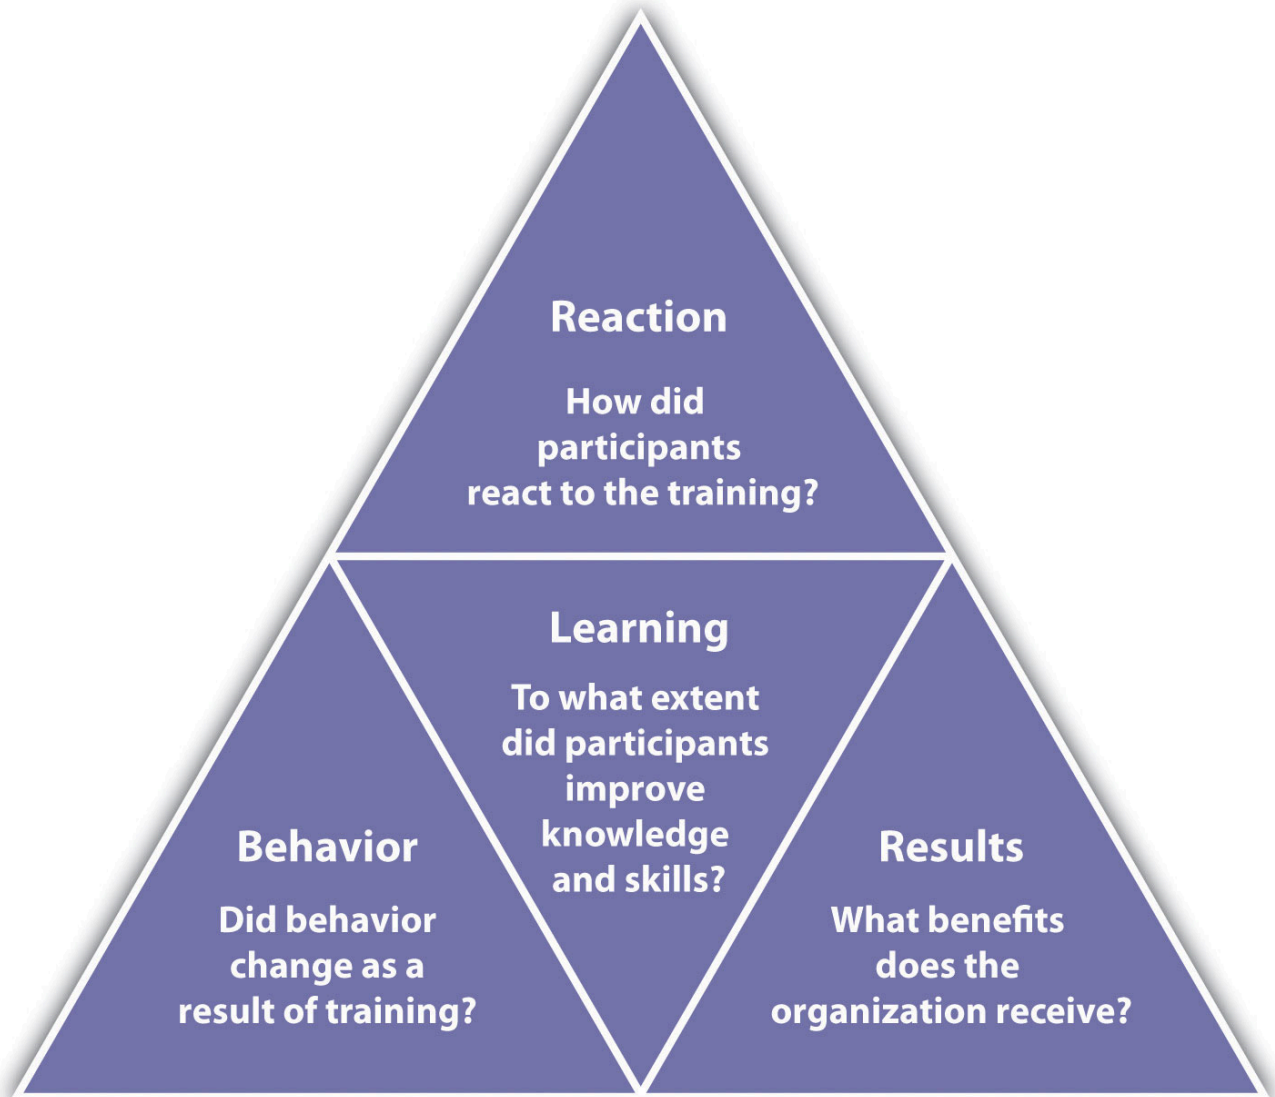 Reaction
How did
participants
react to the training?
Learning
To what extent
did participants
improve
knowledge
and skills?
Behavior
Did behavior
change as a
result of training?
Results
What benefits
does the
organization receive?